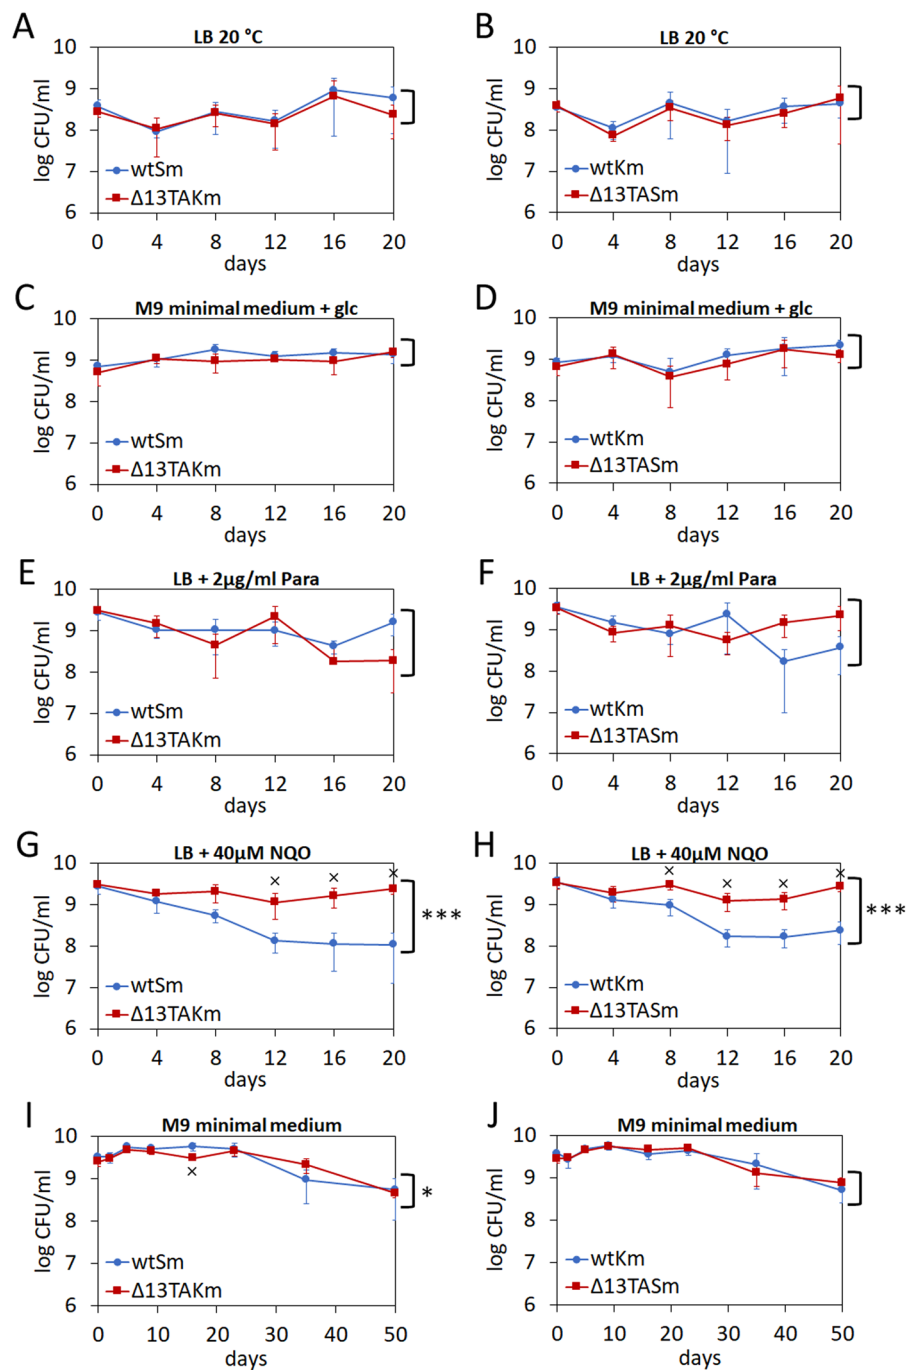 A
LB 20 °C
log CFU/ml
10
9
8
7
6
wtSm
Δ13TAKm
0 4 8 12 16 20
days
B
LB 20 °C
log CFU/ml
10
9
8
7
6
wtKm
Δ13TASm
0 4 8 12 16 20
days
C
M9 minimal medium + glc
log CFU/ml
10
9
8
7
6
wtSm
Δ13TAKm
0 4 8 12 16 20
days
D
M9 minimal medium + glc
log CFU/ml
10
9
8
7
6
wtKm
Δ13TASm
0 4 8 12 16 20
days
E
LB + 2µg/ml Para
log CFU/ml
10
9
8
7
6
wtSm
Δ13TAKm
0 4 8 12 16 20
days
F
LB + 2µg/ml Para
log CFU/ml
10
9
8
7
6
wtKm
Δ13TASm
0 4 8 12 16 20
days
G
LB + 40µM NQO
log CFU/ml
10
9
8
7
6
× × ×
***
wtSm
Δ13TAKm
0 4 8 12 16 20
days
H
LB + 40µM NQO
log CFU/ml
10
9
8
7
6
× × × ×
***
wtKm
Δ13TASm
0 4 8 12 16 20
days
I
M9 minimal medium
log CFU/ml
10
9
8
7
6
×
*
wtSm
Δ13TAKm
0 10 20 30 40 50
days
J
M9 minimal medium
log CFU/ml
10
9
8
7
6
wtKm
Δ13TASm
0 10 20 30 40 50
days